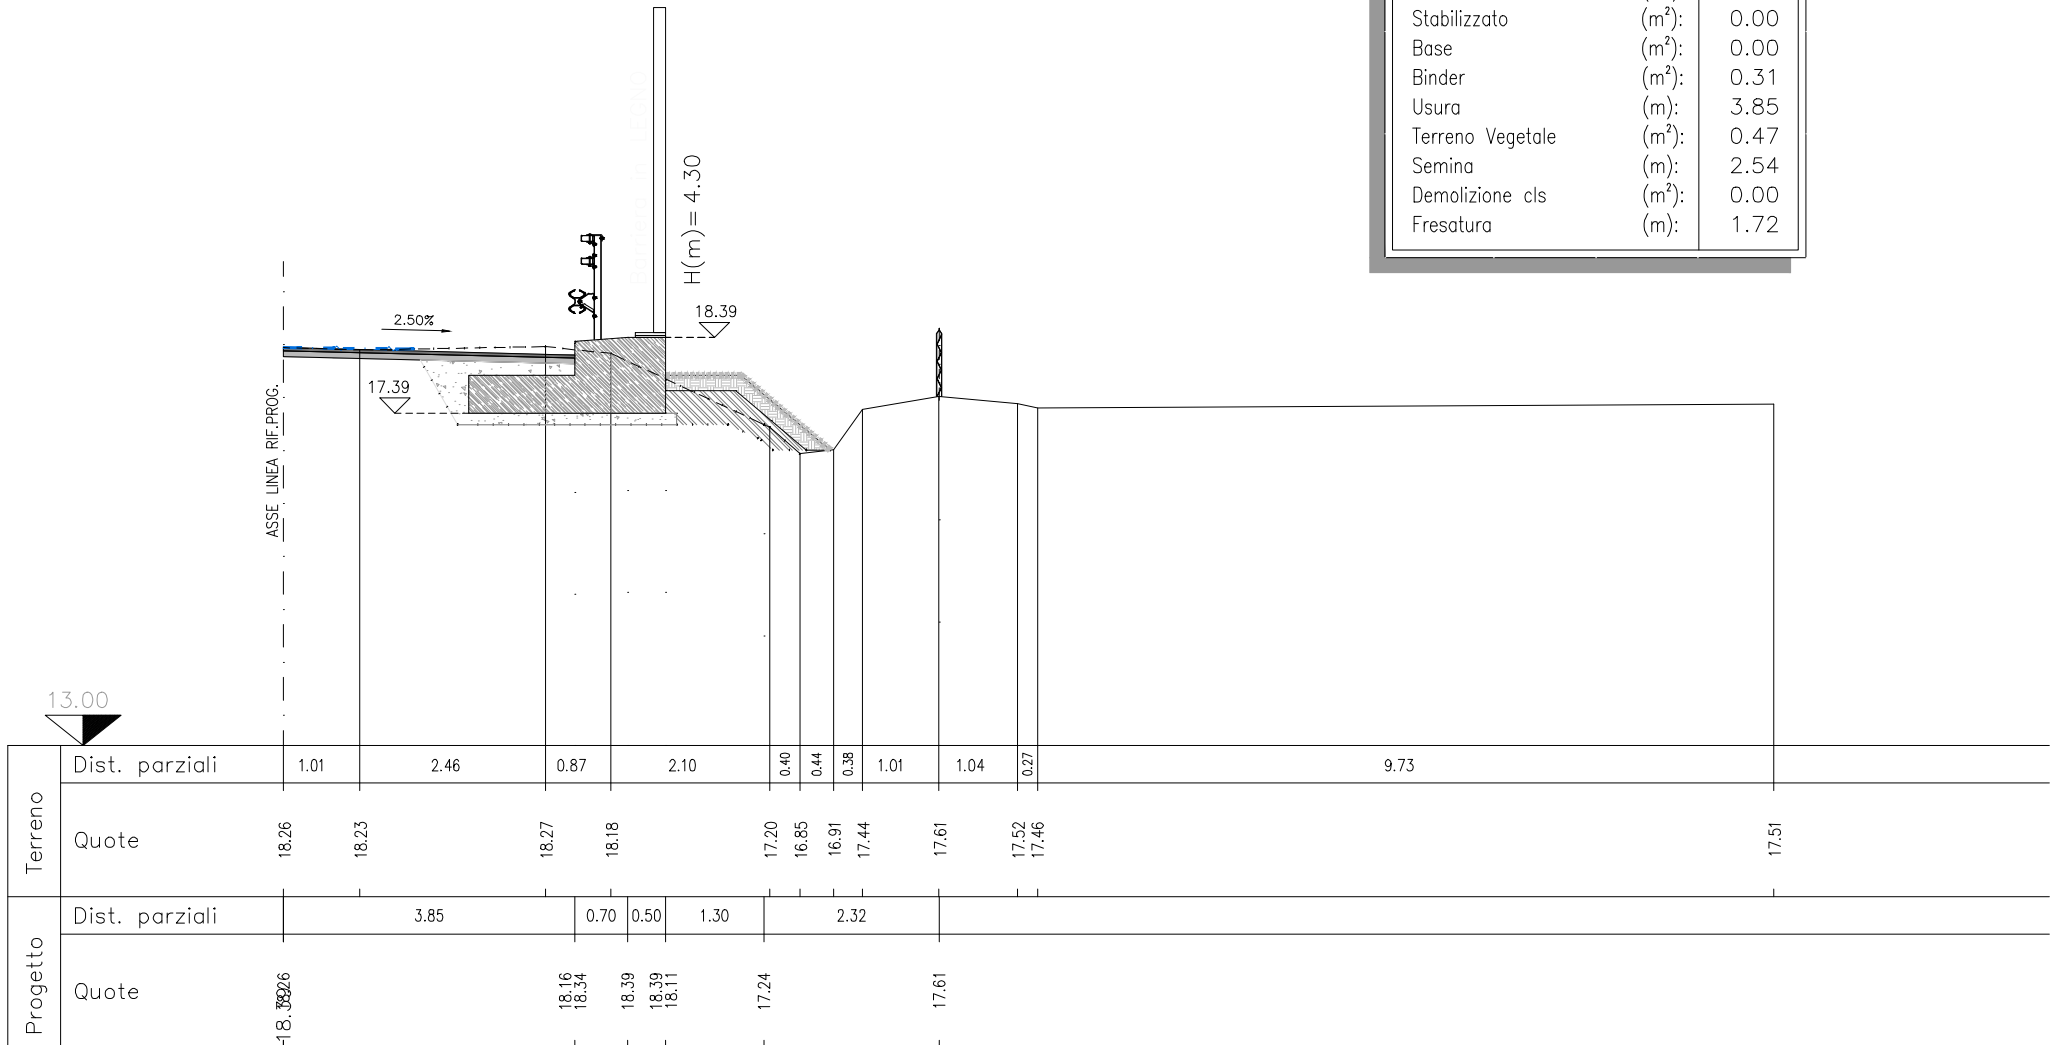 Stabilizzato (m²): 0.00
Base (m²): 0.00
Binder (m²): 0.31
Usura (m): 3.85
Terreno Vegetale (m²): 0.47
Semina (m): 2.54
Demolizione cls (m²): 0.00
Fresatura (m): 1.72
H(m)= 4.30
2.50%
18.39
17.39
ASSE LINEA RIF.PROG.
13.00
Terreno
Dist. parziali 1.01 2.46 0.87 2.10 0.40 0.44 0.38 1.01 1.04 0.27 9.73
Quote 18.26 18.23 18.27 18.18 17.20 16.85 16.91 17.44 17.61 17.52 17.46 17.51
Progetto
Dist. parziali 3.85 0.70 0.50 1.30 2.32
Quote 18.16 18.34 18.39 18.39 18.11 17.24 17.61